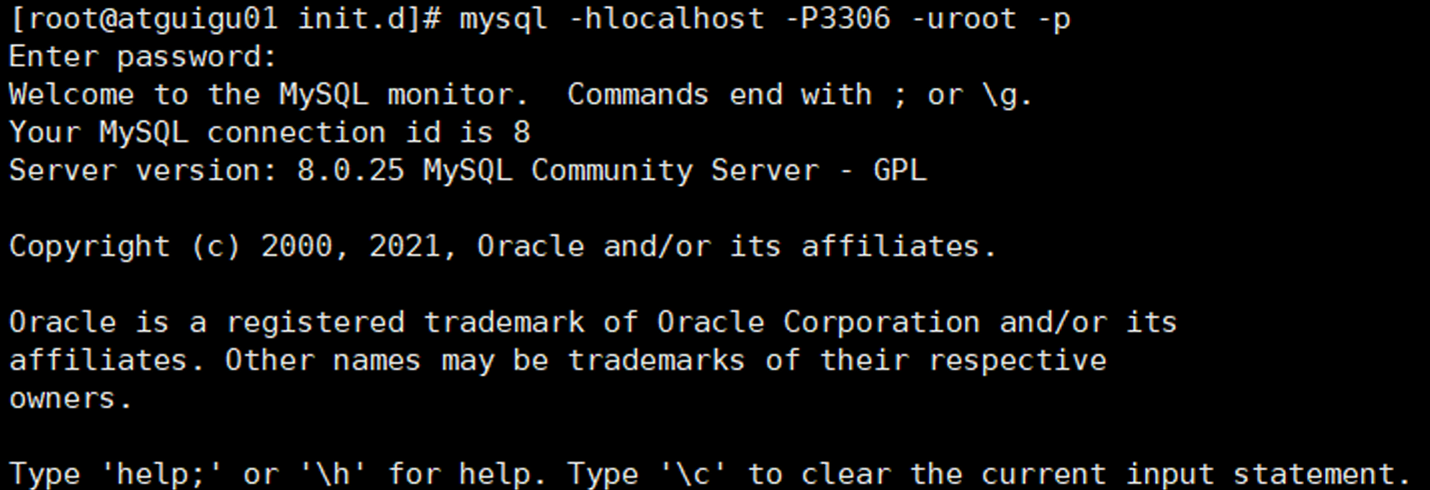 [root@atguigu01 init.d]# mysql -hlocalhost -P3306 -uroot -p
Enter password:
Welcome to the MySQL monitor.  Commands end with ; or \g.
Your MySQL connection id is 8
Server version: 8.0.25 MySQL Community Server - GPL
Copyright (c) 2000, 2021, Oracle and/or its affiliates.
Oracle is a registered trademark of Oracle Corporation and/or its
affiliates. Other names may be trademarks of their respective
owners.
Type 'help;' or '\h' for help. Type '\c' to clear the current input statement.